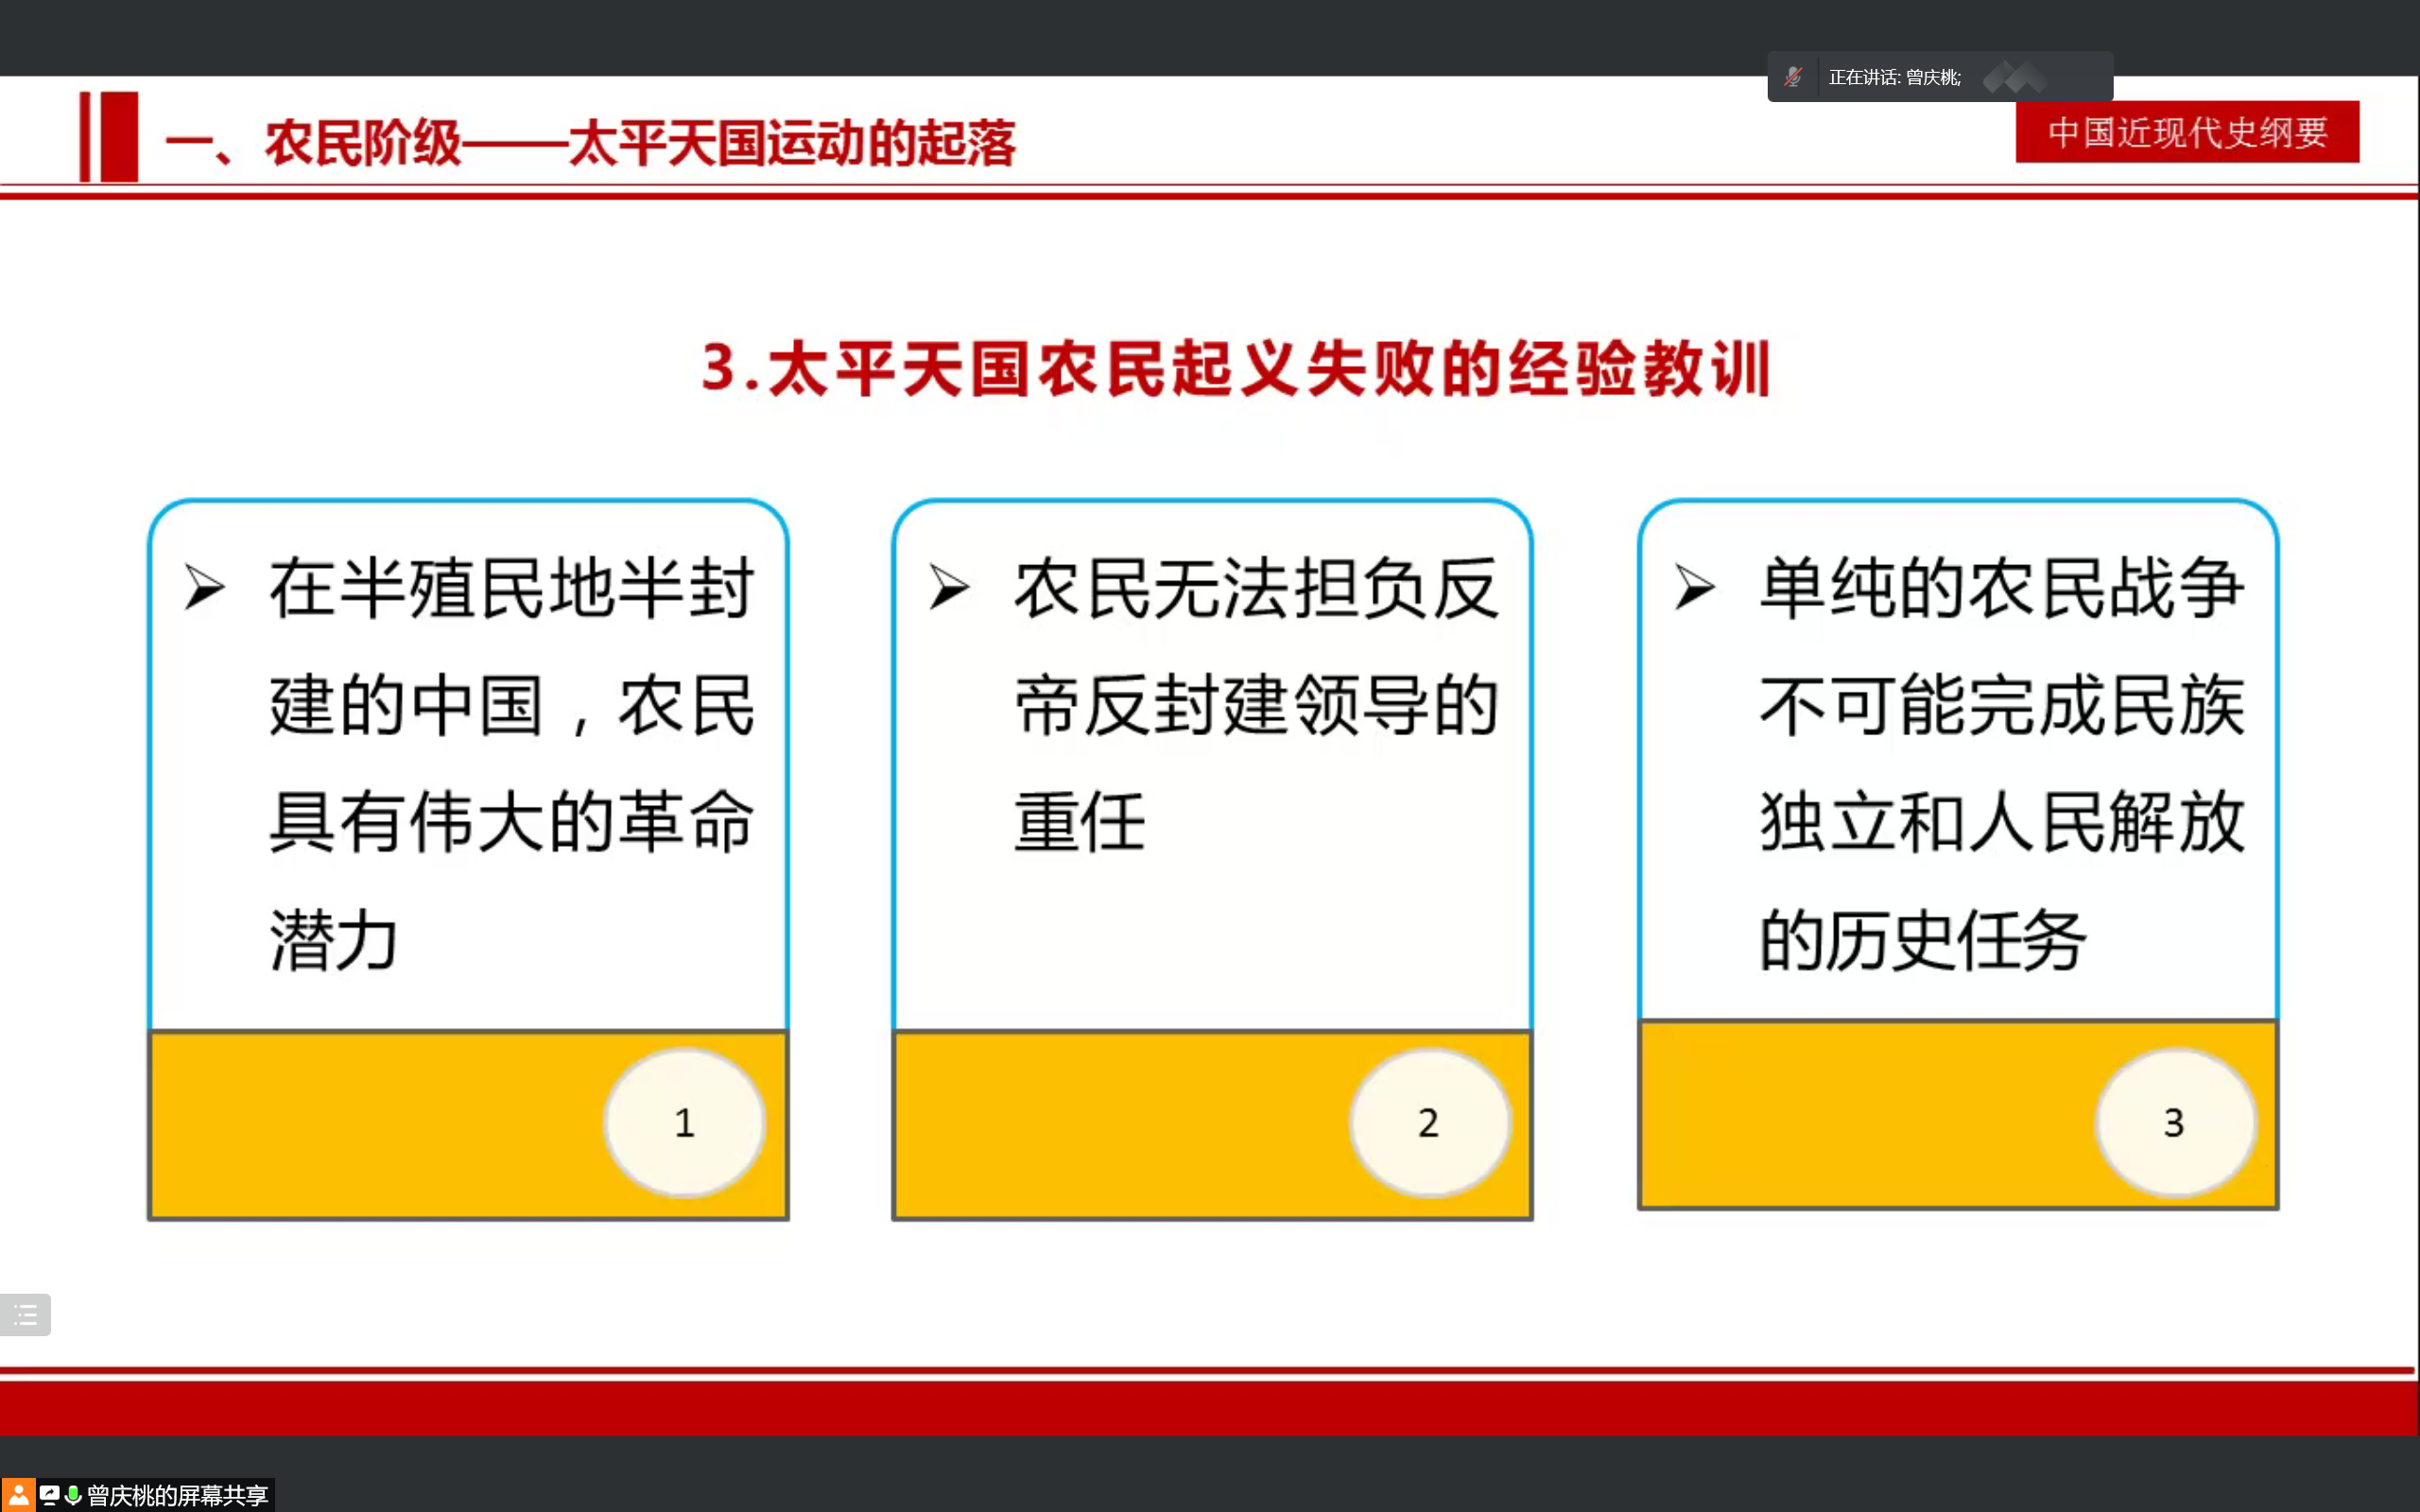 正在讲话: 曾庆桃;
一、农民阶级——太平天国运动的起落
中国近现代史纲要
3.太平天国农民起义失败的经验教训
➢ 在半殖民地半封
建的中国，农民
具有伟大的革命
潜力
1
➢ 农民无法担负反
帝反封建领导的
重任
2
➢ 单纯的农民战争
不可能完成民族
独立和人民解放
的历史任务
3
曾庆桃的屏幕共享